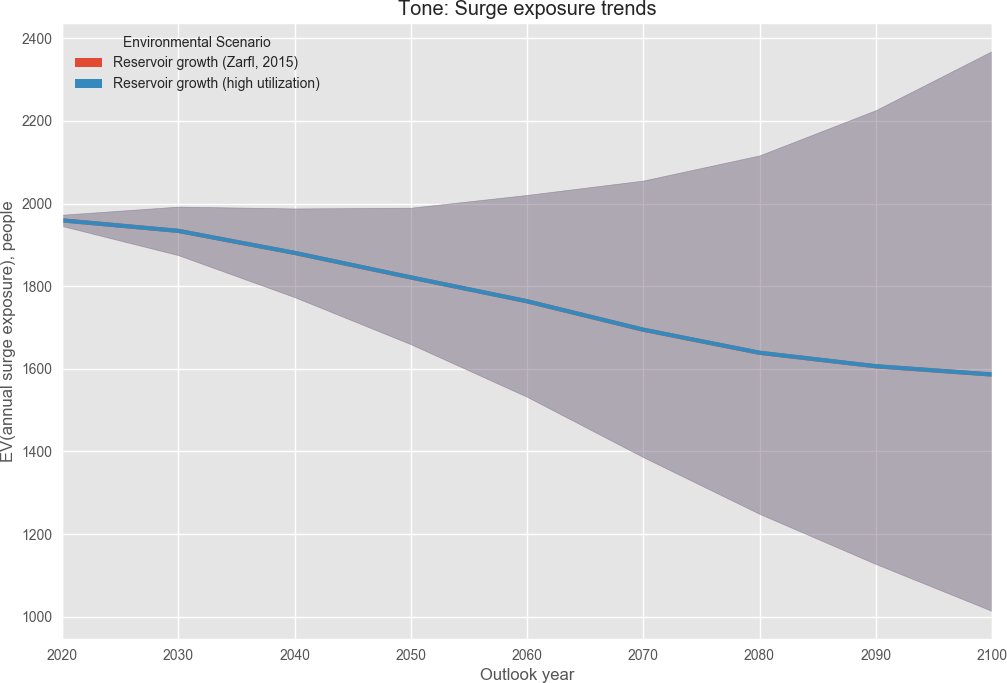 Tone: Surge exposure trends
Environmental Scenario
Reservoir growth (Zarfl, 2015)
Reservoir growth (high utilization)
2400
2200
2000
1800
1600
1400
1200
1000
EV(annual surge exposure), people
2020 2030 2040 2050 2060 2070 2080 2090 2100
Outlook year